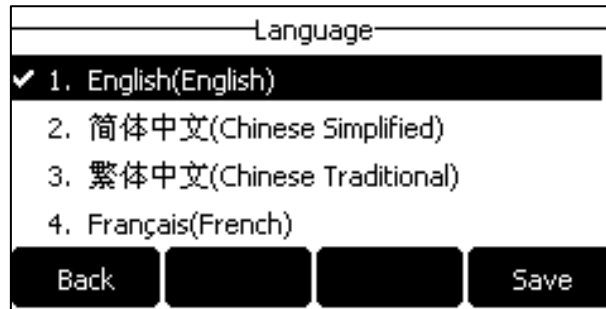 Language
✔ 1. English(English)
2. 简体中文(Chinese Simplified)
3. 繁体中文(Chinese Traditional)
4. Français(French)
Back Save